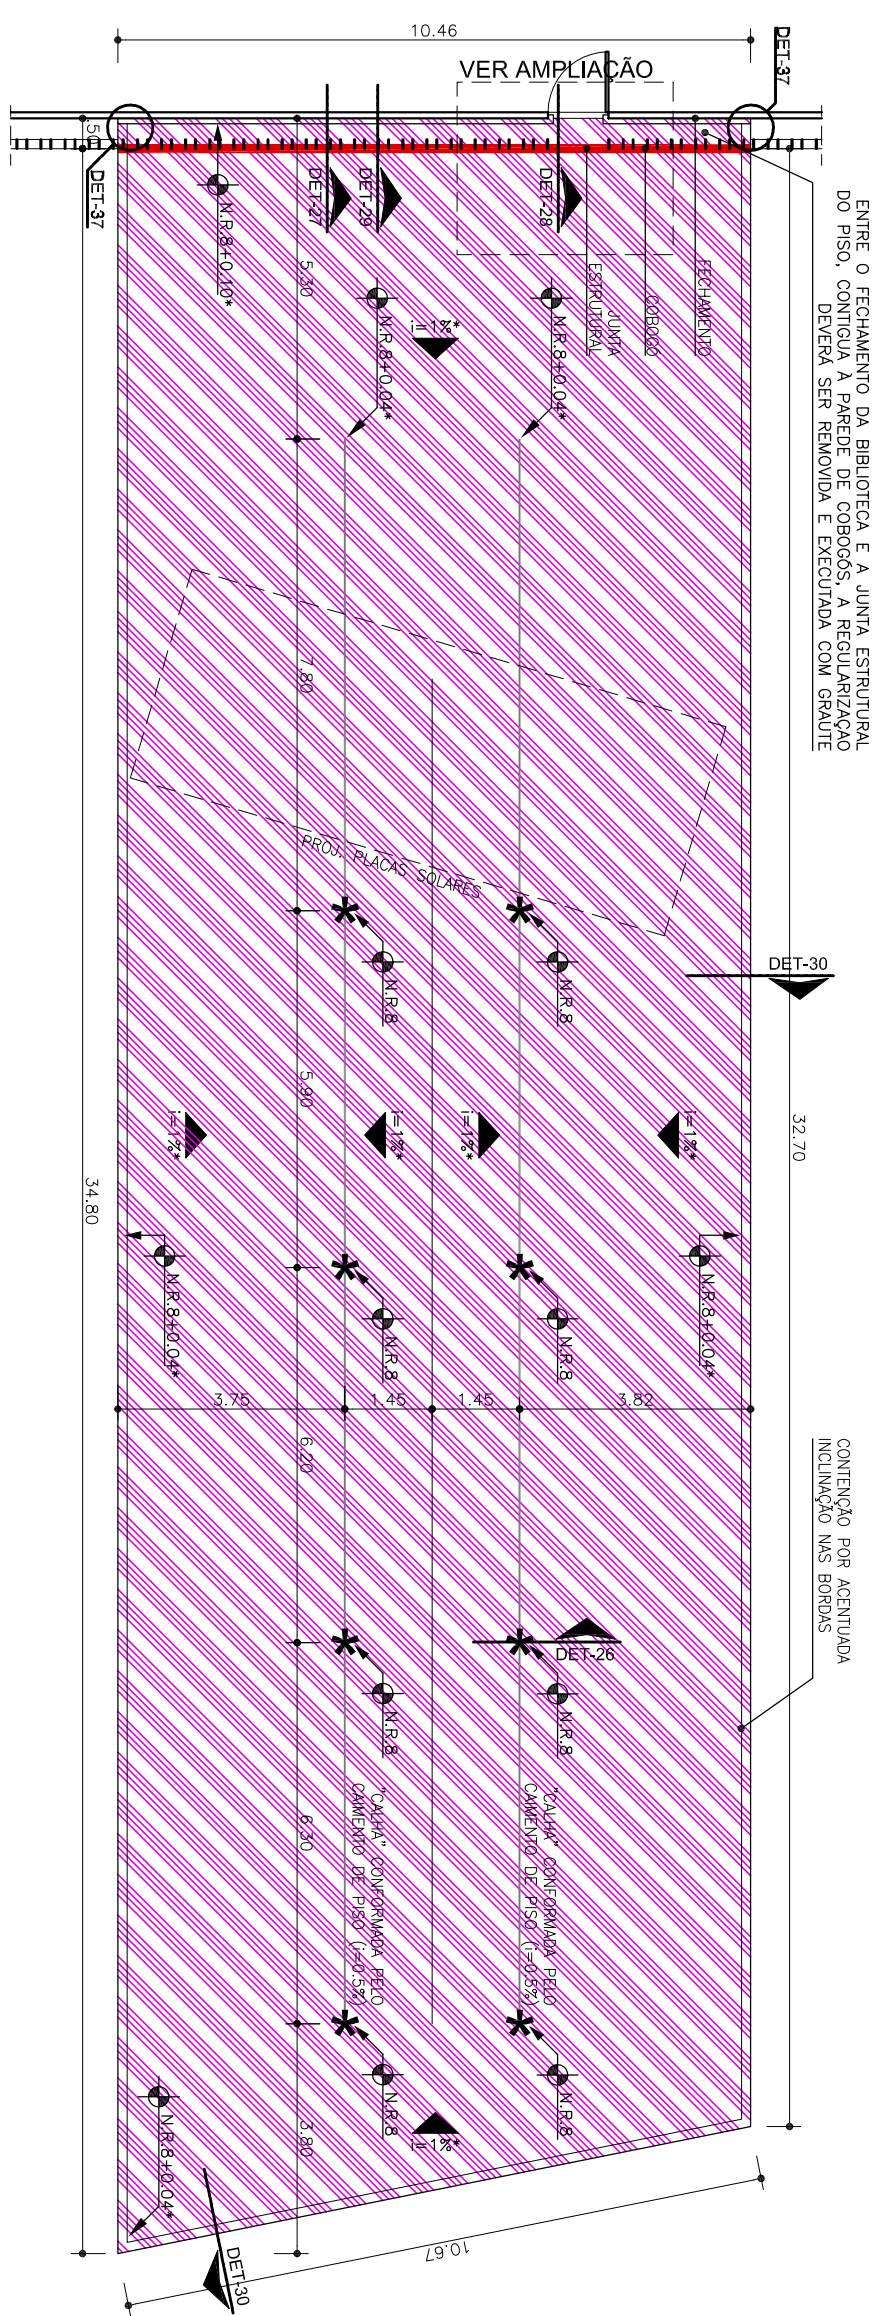 10.46
DET-37
VER AMPLIAÇÃO
.50
DET-37
ENTRE O FECHAMENTO DA BIBLIOTECA E A JUNTA ESTRUTURAL
DO PISO, CONTIGUA À PAREDE DE COBOGÓS, A REGULARIZAÇÃO
DEVERÁ SER REMOVIDA E EXECUTADA COM GRAUTE
DET-27
DET-29
DET-28
N.R.8+0.10*
5.30
FECHAMENTO
COBOGÓ
JUNTA
ESTRUTURAL
N.R.8+0.04*
i=1%*
N.R.8+0.04*
7.80
PROJ. PLACAS SOLARES
N.R.8
N.R.8
DET-30
5.90
32.70
i=1%*
i=1%*
i=1%*
i=1%*
34.80
N.R.8+0.04*
N.R.8
N.R.8
N.R.8+0.04*
3.75
1.45
1.45
3.82
6.20
CONTENÇÃO POR ACENTUADA
INCLINAÇÃO NAS BORDAS
DET-26
N.R.8
N.R.8
"CALHA" CONFORMADA PELO
CAIMENTO DE PISO (i=0.5%)
"CALHA" CONFORMADA PELO
CAIMENTO DE PISO (i=0.5%)
6.30
N.R.8
N.R.8
i=1%*
3.80
N.R.8+0.04*
10.67
DET-30